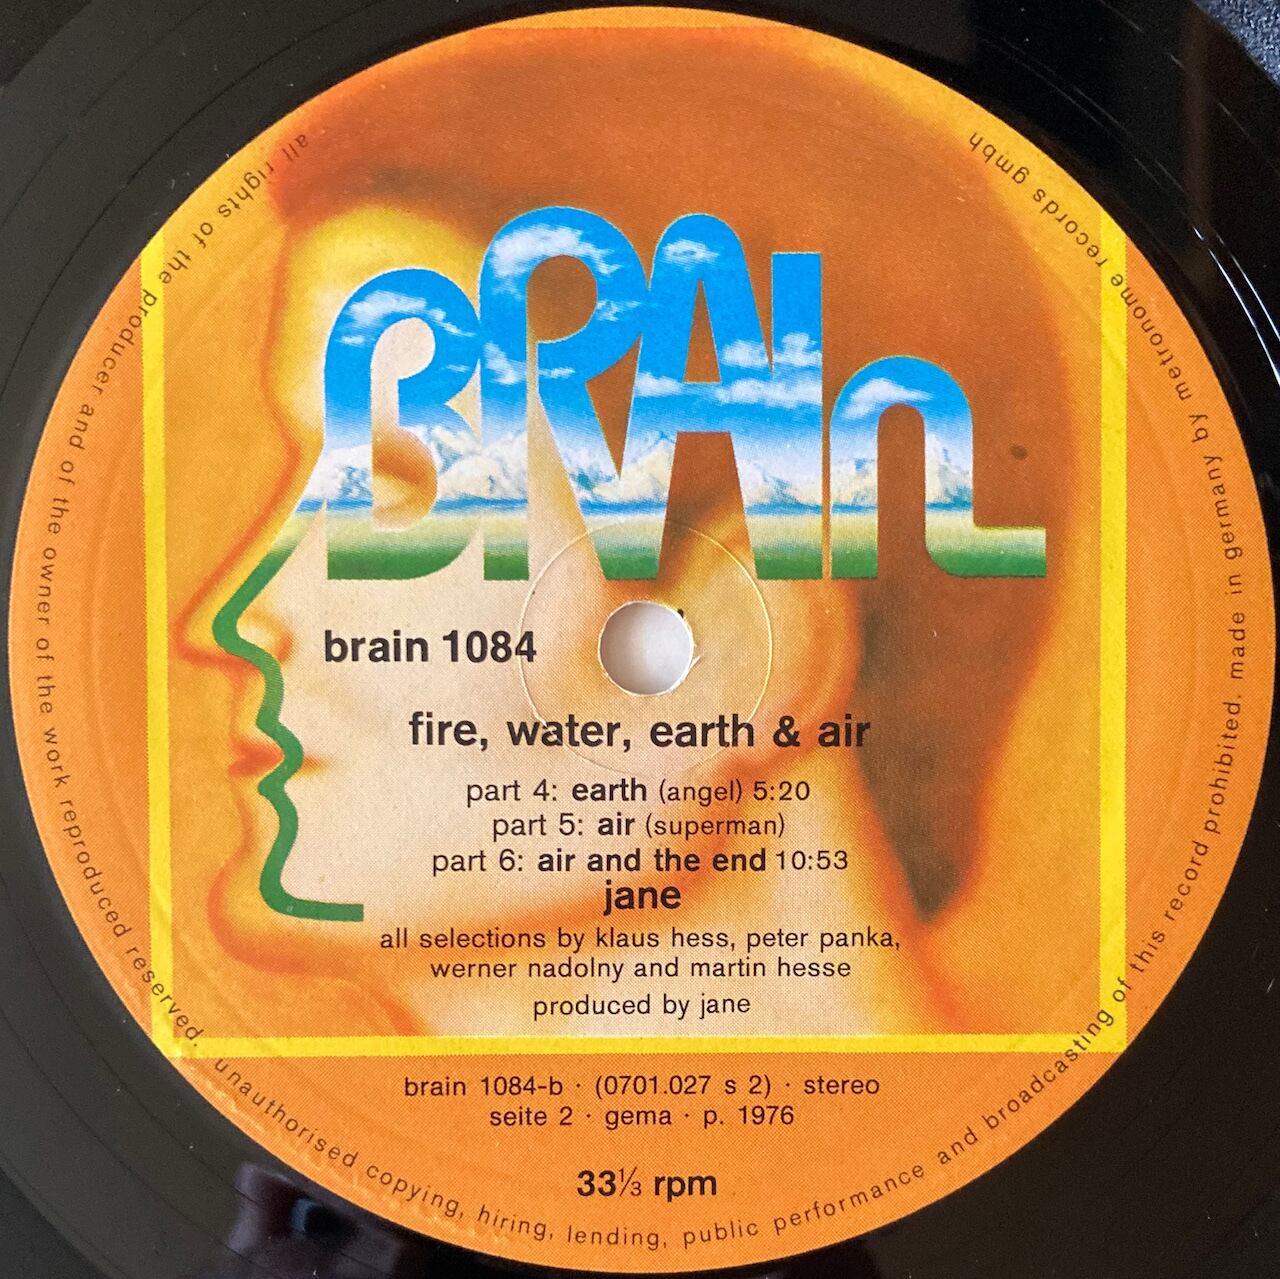 BRAIn
brain 1084
fire, water, earth & air
part 4: earth (angel) 5:20
part 5: air (superman)
part 6: air and the end 10:53
jane
all selections by klaus hess, peter panka,
werner nadolny and martin hesse
produced by jane
brain 1084-b · (0701.027 s 2) · stereo
seite 2 · gema · p. 1976
33⅓ rpm
all rights of the producer and of the owner of the work reproduced reserved. unauthorised copying, hiring, lending, public performance and broadcasting of this record prohibited. made in germany by metronome records gmbh